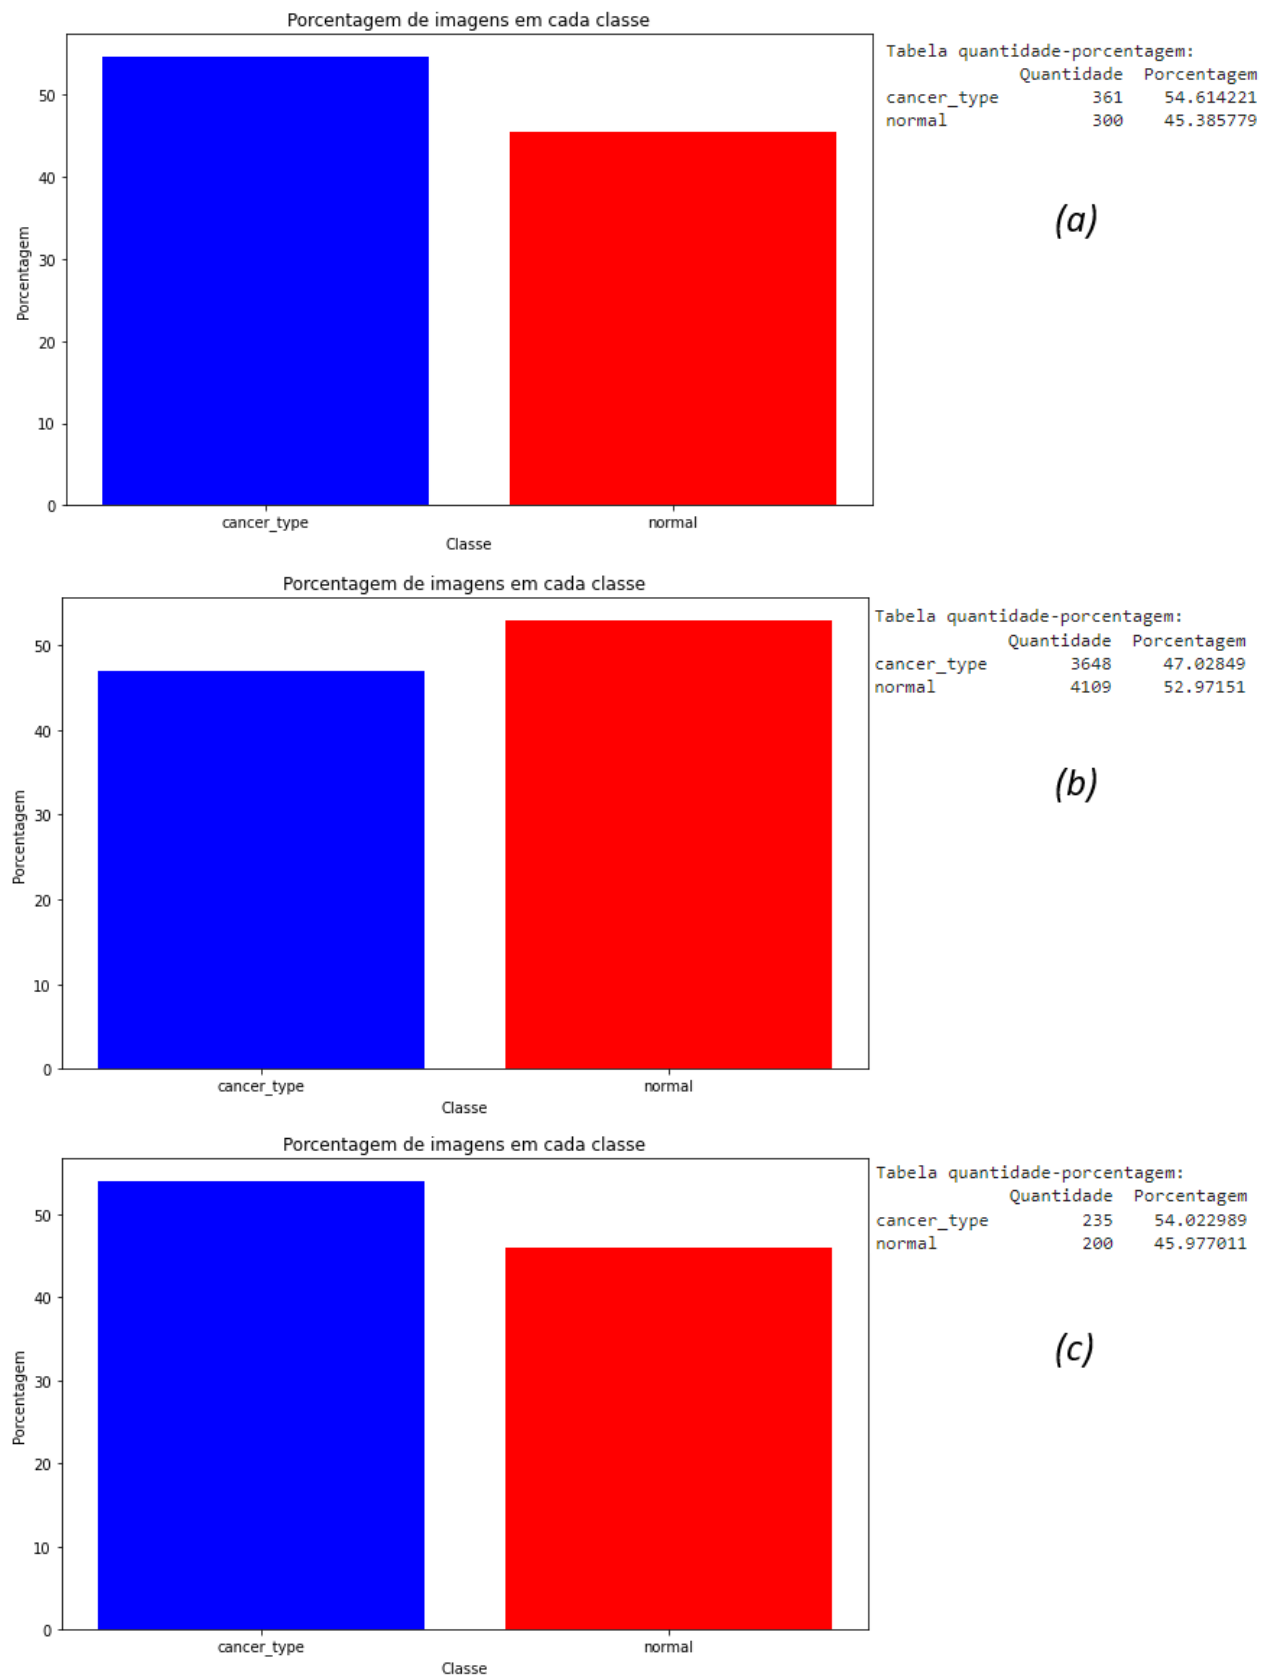 Porcentagem de imagens em cada classe
50
40
30
20
10
0
Porcentagem
cancer_type normal
Classe
Tabela quantidade-porcentagem:
Quantidade Porcentagem
cancer_type 361 54.614221
normal 300 45.385779
(a)
Porcentagem de imagens em cada classe
50
40
30
20
10
0
Porcentagem
cancer_type normal
Classe
Tabela quantidade-porcentagem:
Quantidade Porcentagem
cancer_type 3648 47.02849
normal 4109 52.97151
(b)
Porcentagem de imagens em cada classe
50
40
30
20
10
0
Porcentagem
cancer_type normal
Classe
Tabela quantidade-porcentagem:
Quantidade Porcentagem
cancer_type 235 54.022989
normal 200 45.977011
(c)